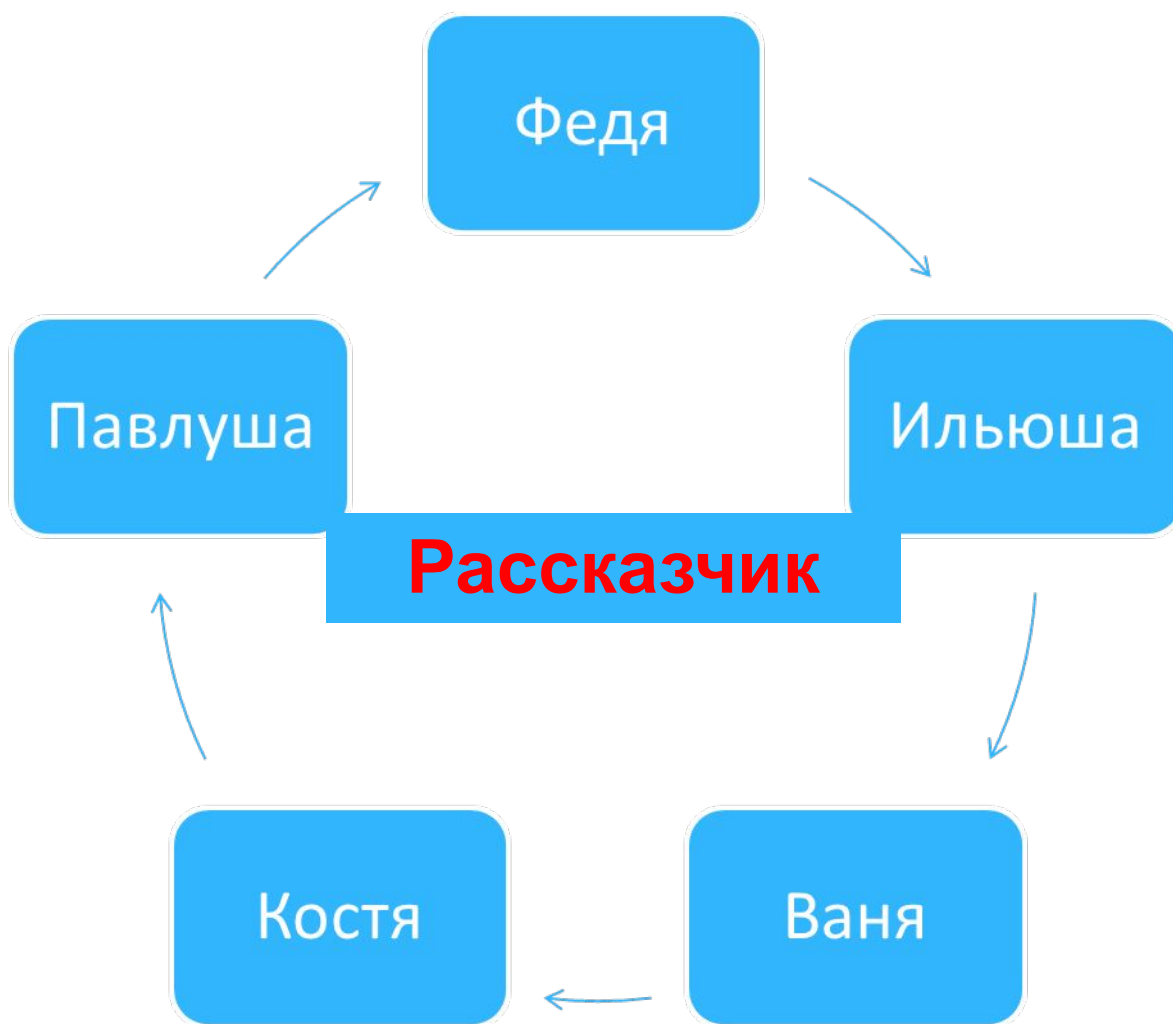 Федя
Павлуша
Ильюша
Рассказчик
Костя
Ваня